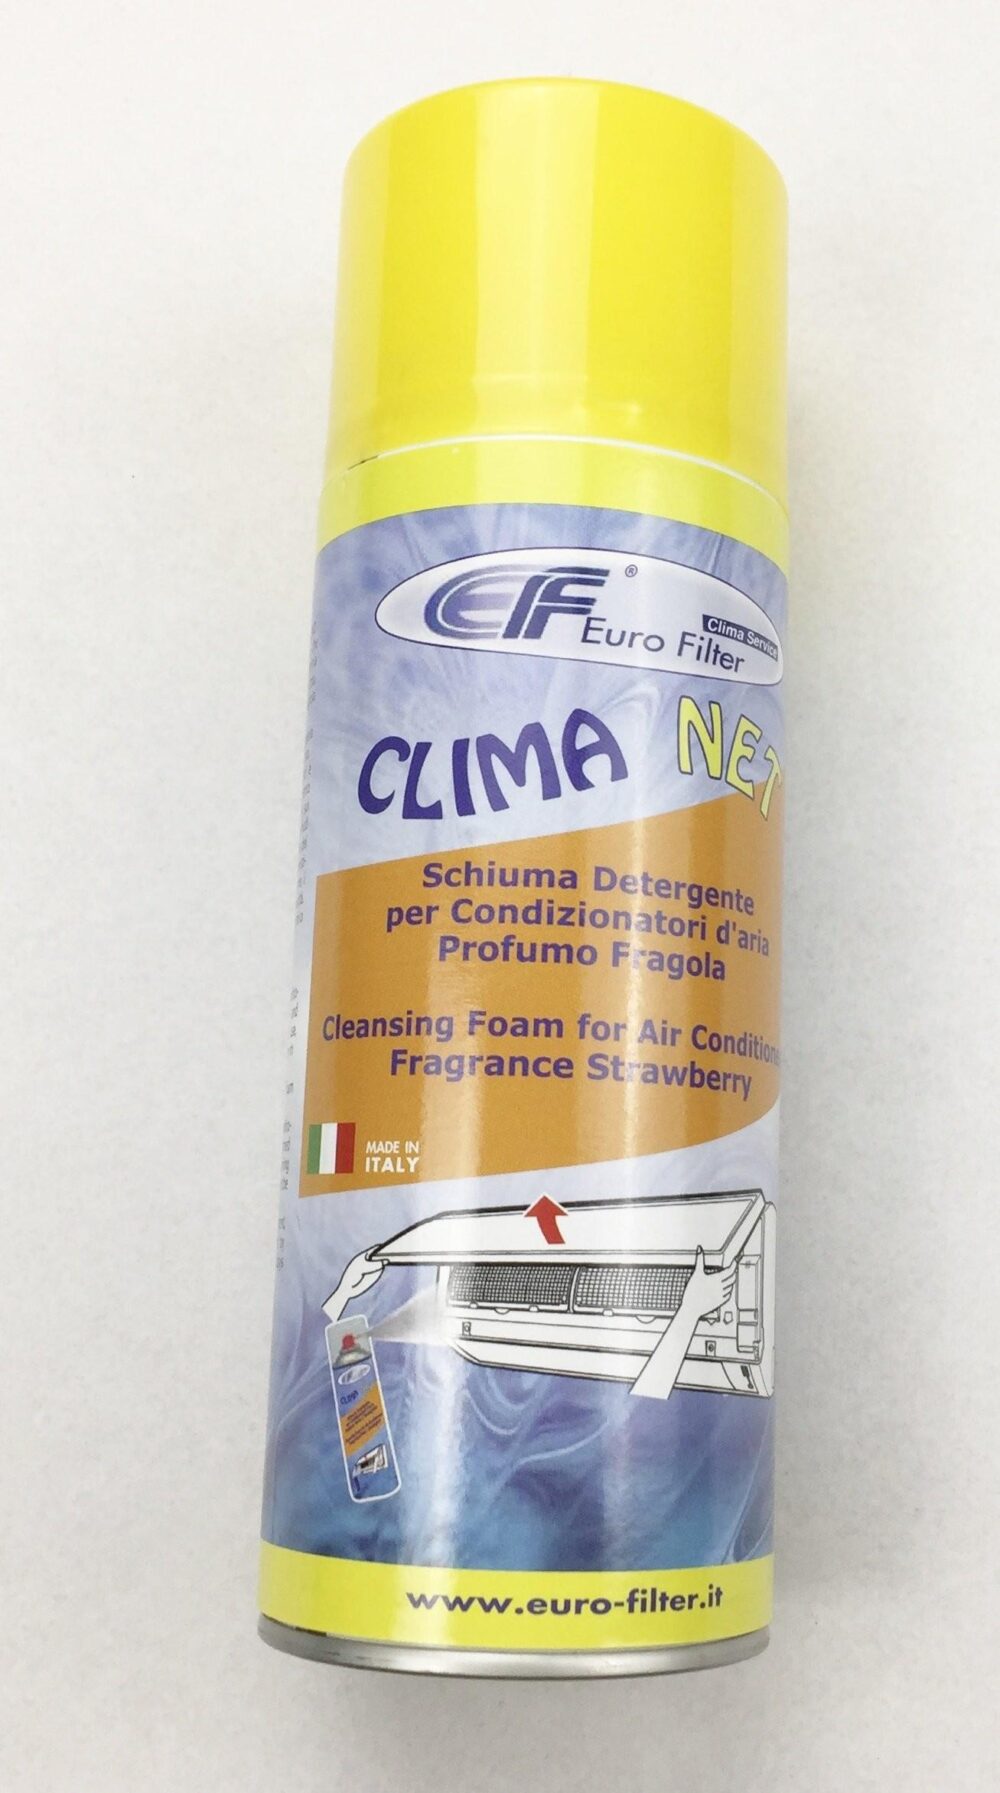 EF®
Euro Filter
Clima Service
CLIMA NET
Schiuma Detergente
per Condizionatori d'aria
Profumo Fragola
Cleansing Foam for Air
Fragrance Strawberry
MADE IN
ITALY
www.euro-filter.it